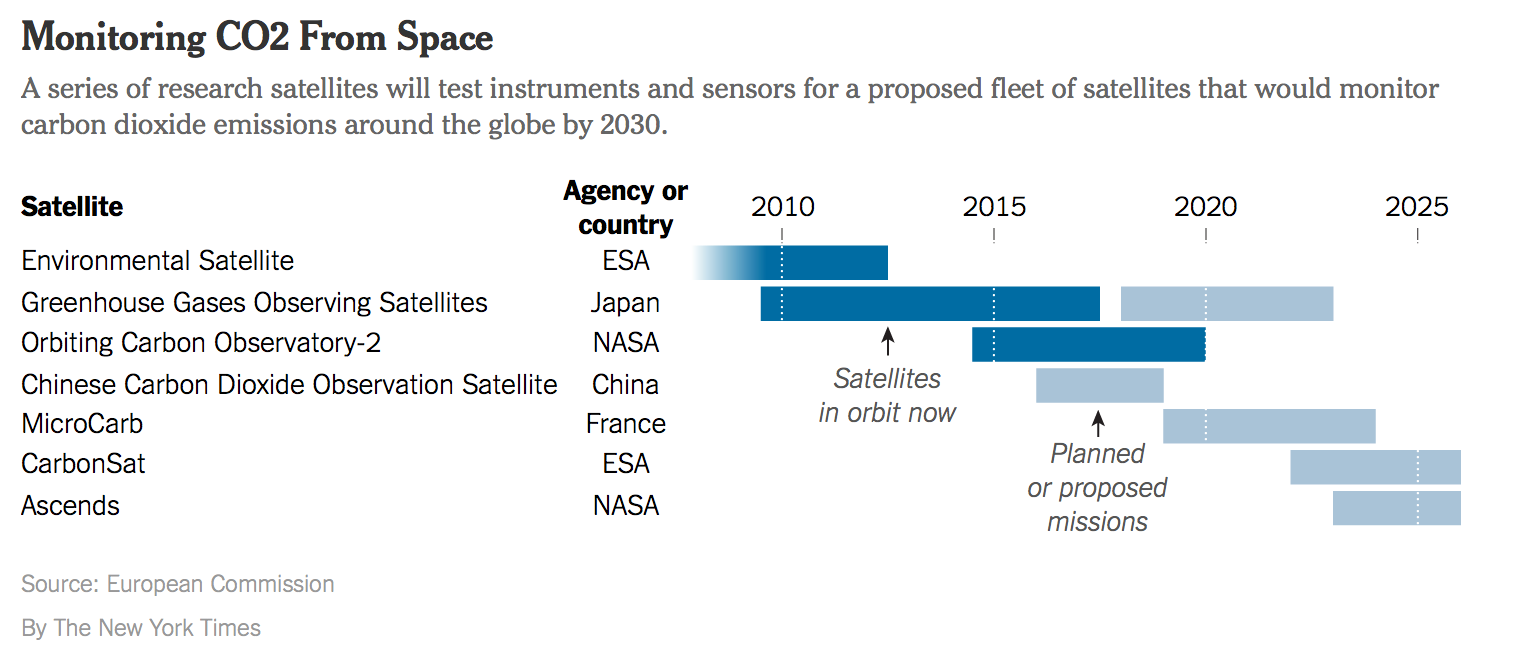 Monitoring CO2 From Space
A series of research satellites will test instruments and sensors for a proposed fleet of satellites that would monitor
carbon dioxide emissions around the globe by 2030.
Satellite
Agency or
country
2010 2015 2020 2025
Environmental Satellite ESA
Greenhouse Gases Observing Satellites Japan
Orbiting Carbon Observatory-2 NASA
Chinese Carbon Dioxide Observation Satellite China
MicroCarb France
CarbonSat ESA
Ascends NASA
Satellites
in orbit now
Planned
or proposed
missions
Source: European Commission
By The New York Times